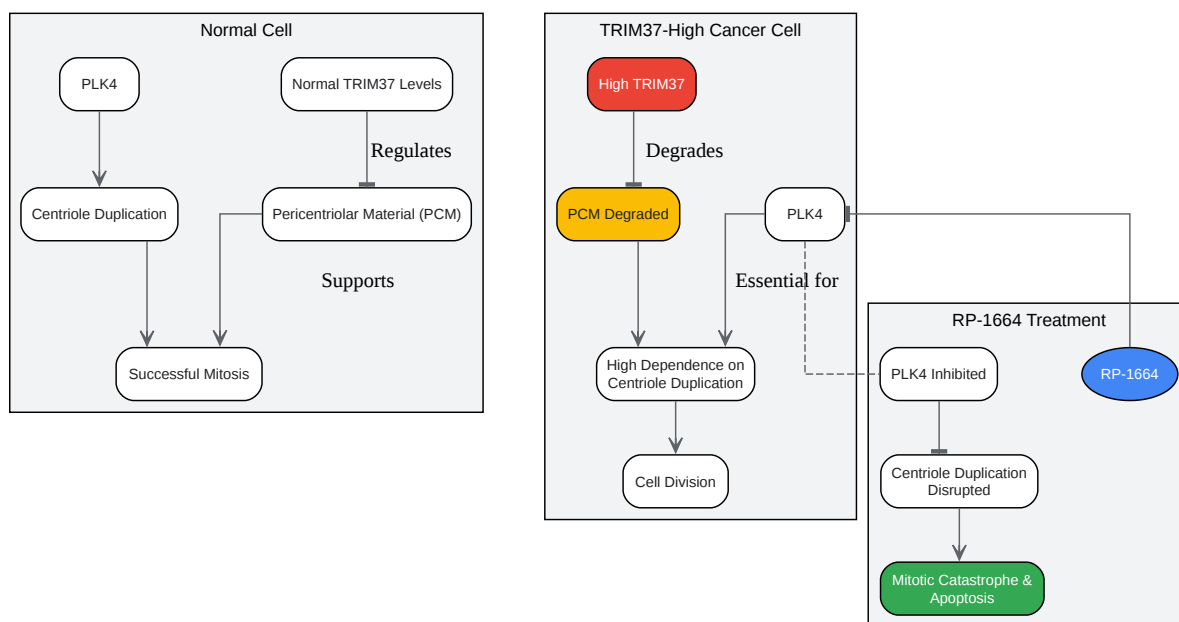 Normal Cell
PLK4
Normal TRIM37 Levels
Regulates
Centriole Duplication
Pericentriolar Material (PCM)
Supports
Successful Mitosis
TRIM37-High Cancer Cell
High TRIM37
Degrades
PCM Degraded
PLK4
Essential for
High Dependence on
Centriole Duplication
Cell Division
RP-1664 Treatment
PLK4 Inhibited
RP-1664
Centriole Duplication
Disrupted
Mitotic Catastrophe &
Apoptosis